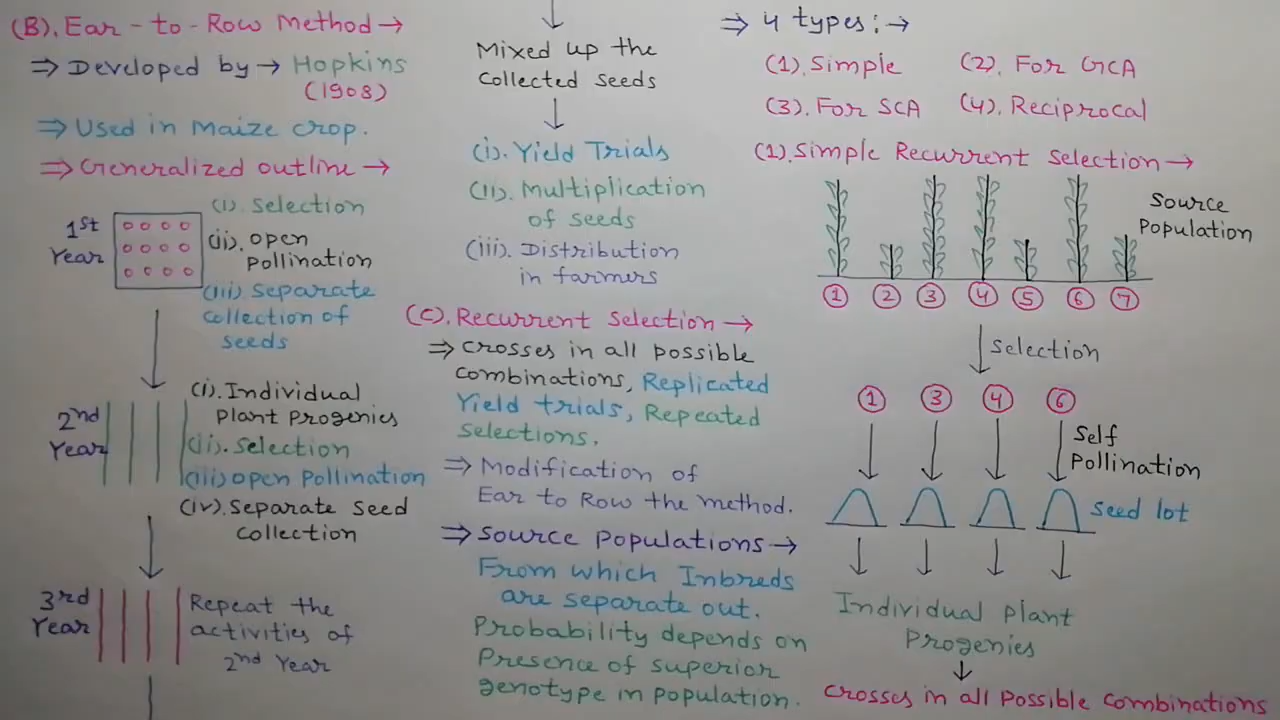 (B). Ear-to-Row Method →
⇒ Developed by → Hopkins
(1908)
⇒ Used in Maize crop.
⇒ Generalized outline →
1st
Year
(i). Selection
(ii). open
Pollination
(iii). Separate
collection of
seeds
2nd
Year
(i). Individual
Plant Progenies
(ii). Selection
(iii) open Pollination
(iv). Separate Seed
Collection
3rd
Year
Repeat the
activities of
2nd Year
Mixed up the
Collected Seeds
(i). Yield Trials
(ii). Multiplication
of seeds
(iii). Distribution
in farmers
(C). Recurrent Selection →
⇒ Crosses in all possible
Combinations, Replicated
Yield trials, Repeated
Selections.
⇒ Modification of
Ear to Row the method.
⇒ Source Populations →
From which Inbreds
are separate out.
Probability depends on
Presence of superior
genotype in population.
⇒ 4 types :→
(1). Simple (2). For GCA
(3). For SCA (4). Reciprocal
(1). Simple Recurrent Selection →
Source
Population
1 2 3 4 5 6 7
Selection
1 3 4 6
Self
Pollination
Seed lot
Individual plant
Progenies
Crosses in all Possible Combinations